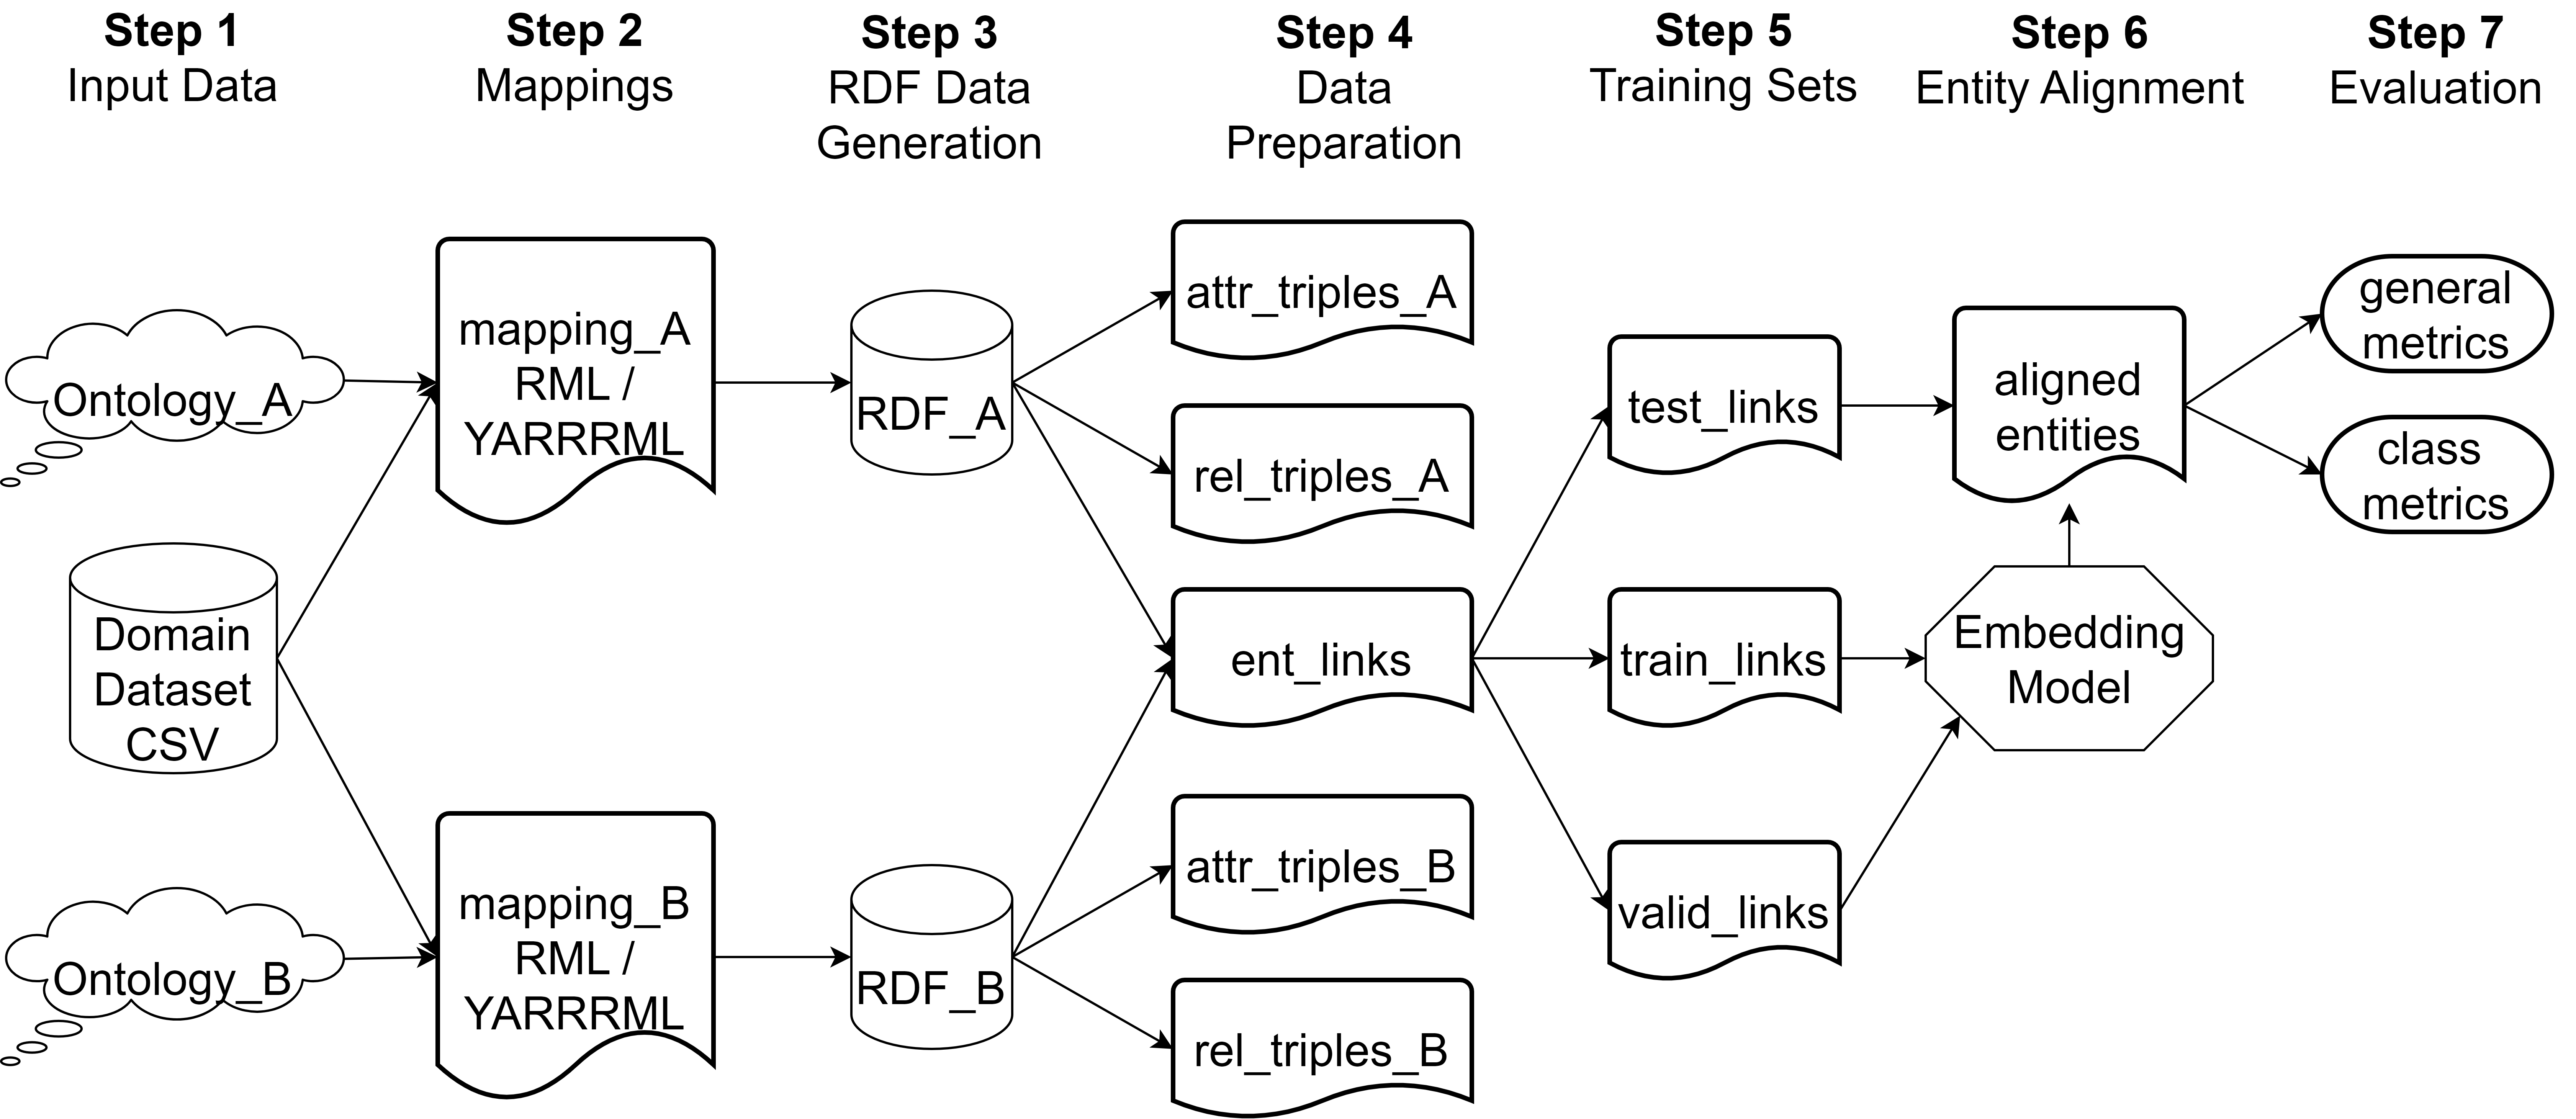 Step 1
Input Data
Step 2
Mappings
Step 3
RDF Data
Generation
Step 4
Data
Preparation
Step 5
Training Sets
Step 6
Entity Alignment
Step 7
Evaluation
Ontology_A
Domain
Dataset
CSV
Ontology_B
mapping_A
RML /
YARRRML
mapping_B
RML /
YARRRML
RDF_A
RDF_B
attr_triples_A
rel_triples_A
ent_links
attr_triples_B
rel_triples_B
test_links
train_links
valid_links
aligned
entities
Embedding
Model
general
metrics
class
metrics